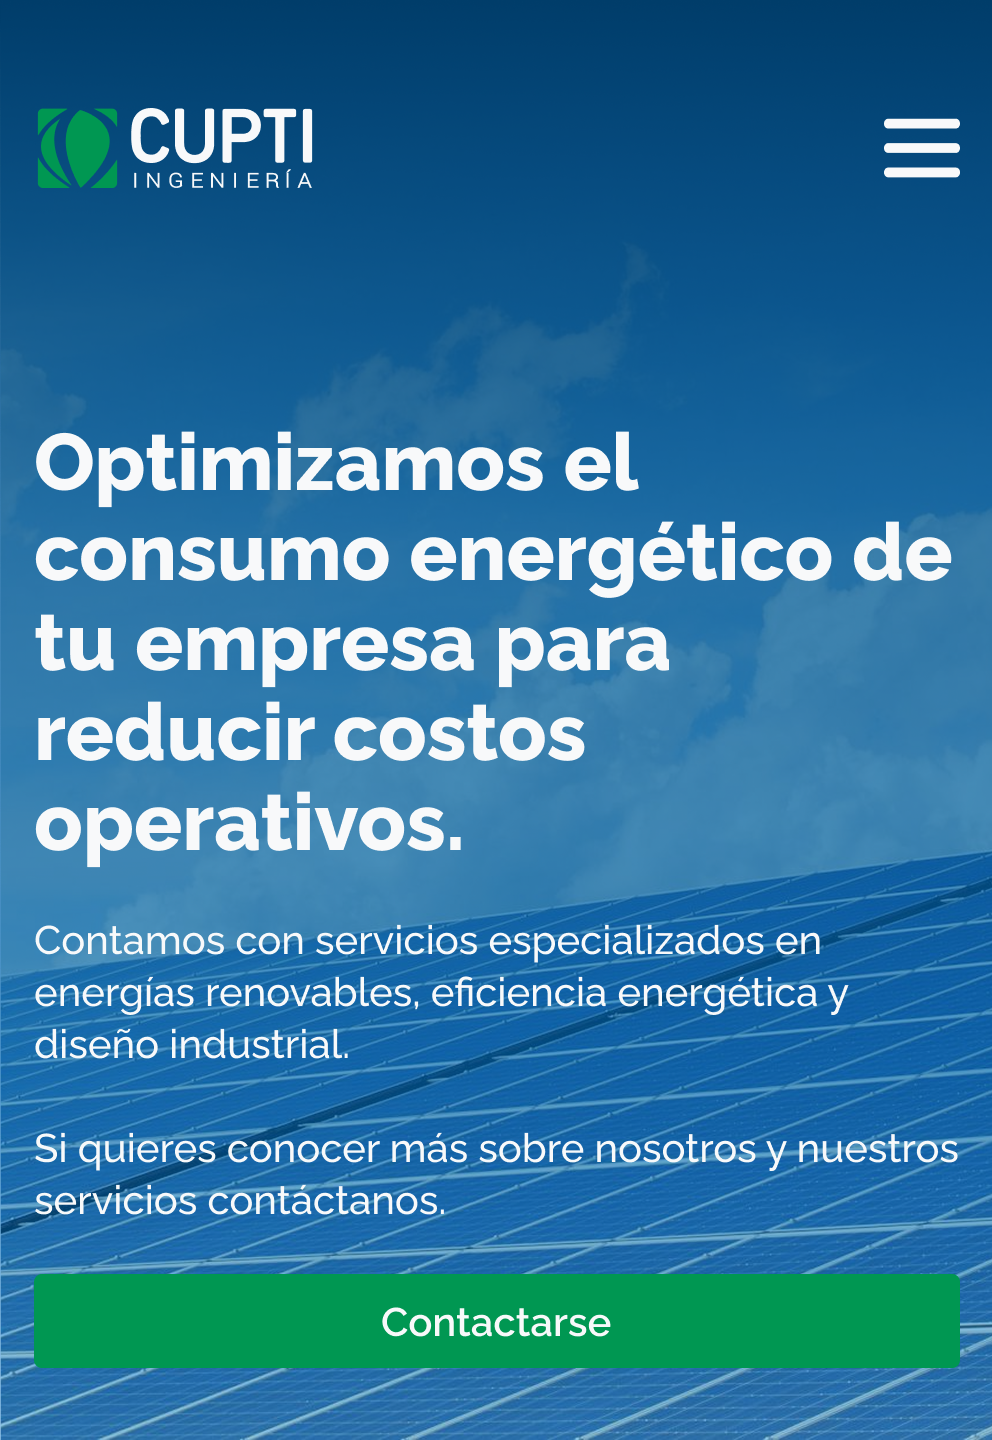 CUPTI
INGENIERÍA
Optimizamos el
consumo energético de
tu empresa para
reducir costos
operativos.
Contamos con servicios especializados en
energías renovables, eficiencia energética y
diseño industrial.
Si quieres conocer más sobre nosotros y nuestros
servicios contáctanos.
Contactarse